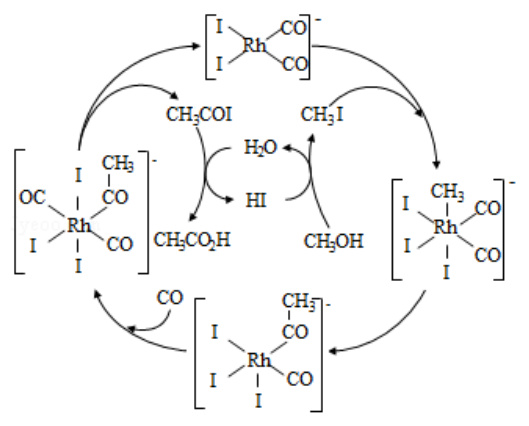 I CO -
Rh
I CO
CH3COI CH3I
H2O
HI
CH3CO2H CH3OH
I CH3 -
OC CO
Rh
I CO
I
CH3 -
I CO
Rh
I CO
I
CO
CH3 -
I CO
Rh
I CO
I